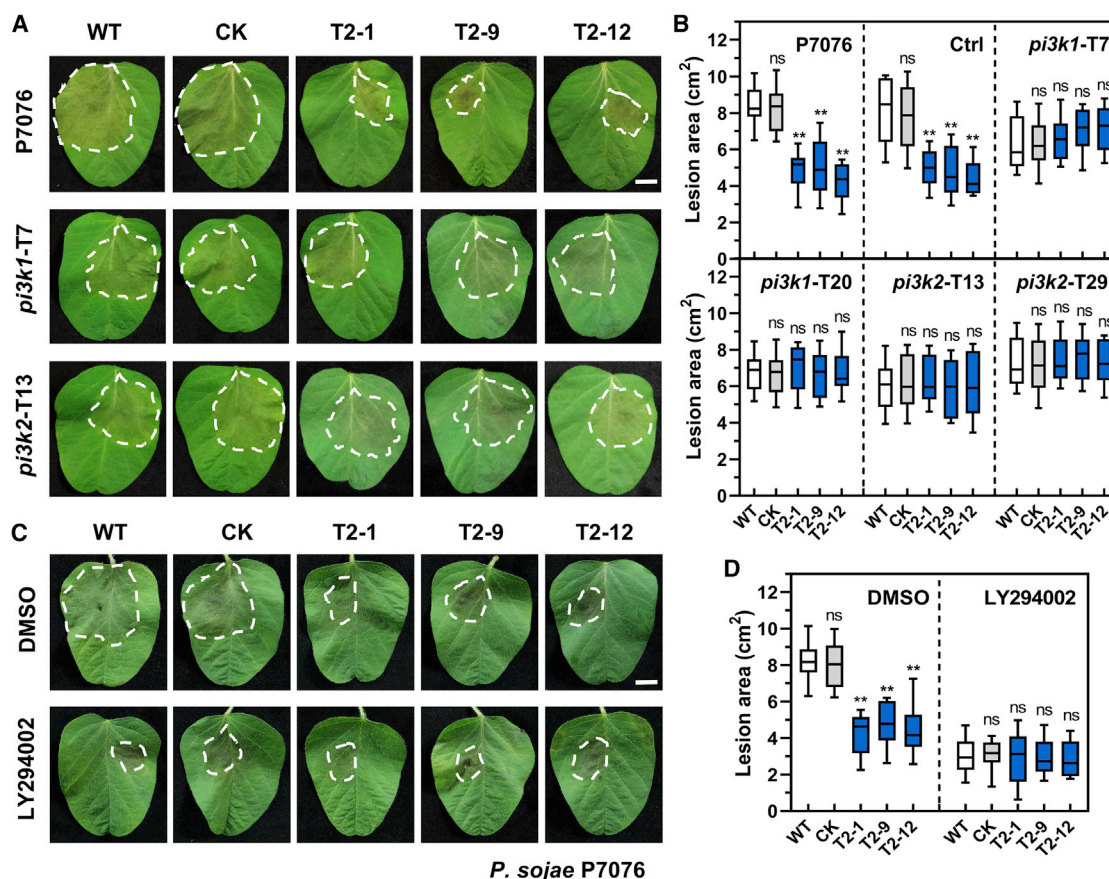 A
WT CK T2-1 T2-9 T2-12
P7076
pi3k1-T7
pi3k2-T13
B
Lesion area (cm²)
12
10
8
6
4
2
0
P7076 Ctrl pi3k1-T7
ns ** ** **
ns ** ** **
ns ns ns ns
Lesion area (cm²)
12
10
8
6
4
2
0
pi3k1-T20 pi3k2-T13 pi3k2-T29
ns ns ns ns
ns ns ns ns
ns ns ns ns
WT CK T2-1 T2-9 T2-12 WT CK T2-1 T2-9 T2-12 WT CK T2-1 T2-9 T2-12
C
WT CK T2-1 T2-9 T2-12
DMSO
LY294002
P. sojae P7076
D
Lesion area (cm²)
12
10
8
6
4
2
0
DMSO LY294002
ns ** ** **
ns ns ns ns
WT CK T2-1 T2-9 T2-12 WT CK T2-1 T2-9 T2-12